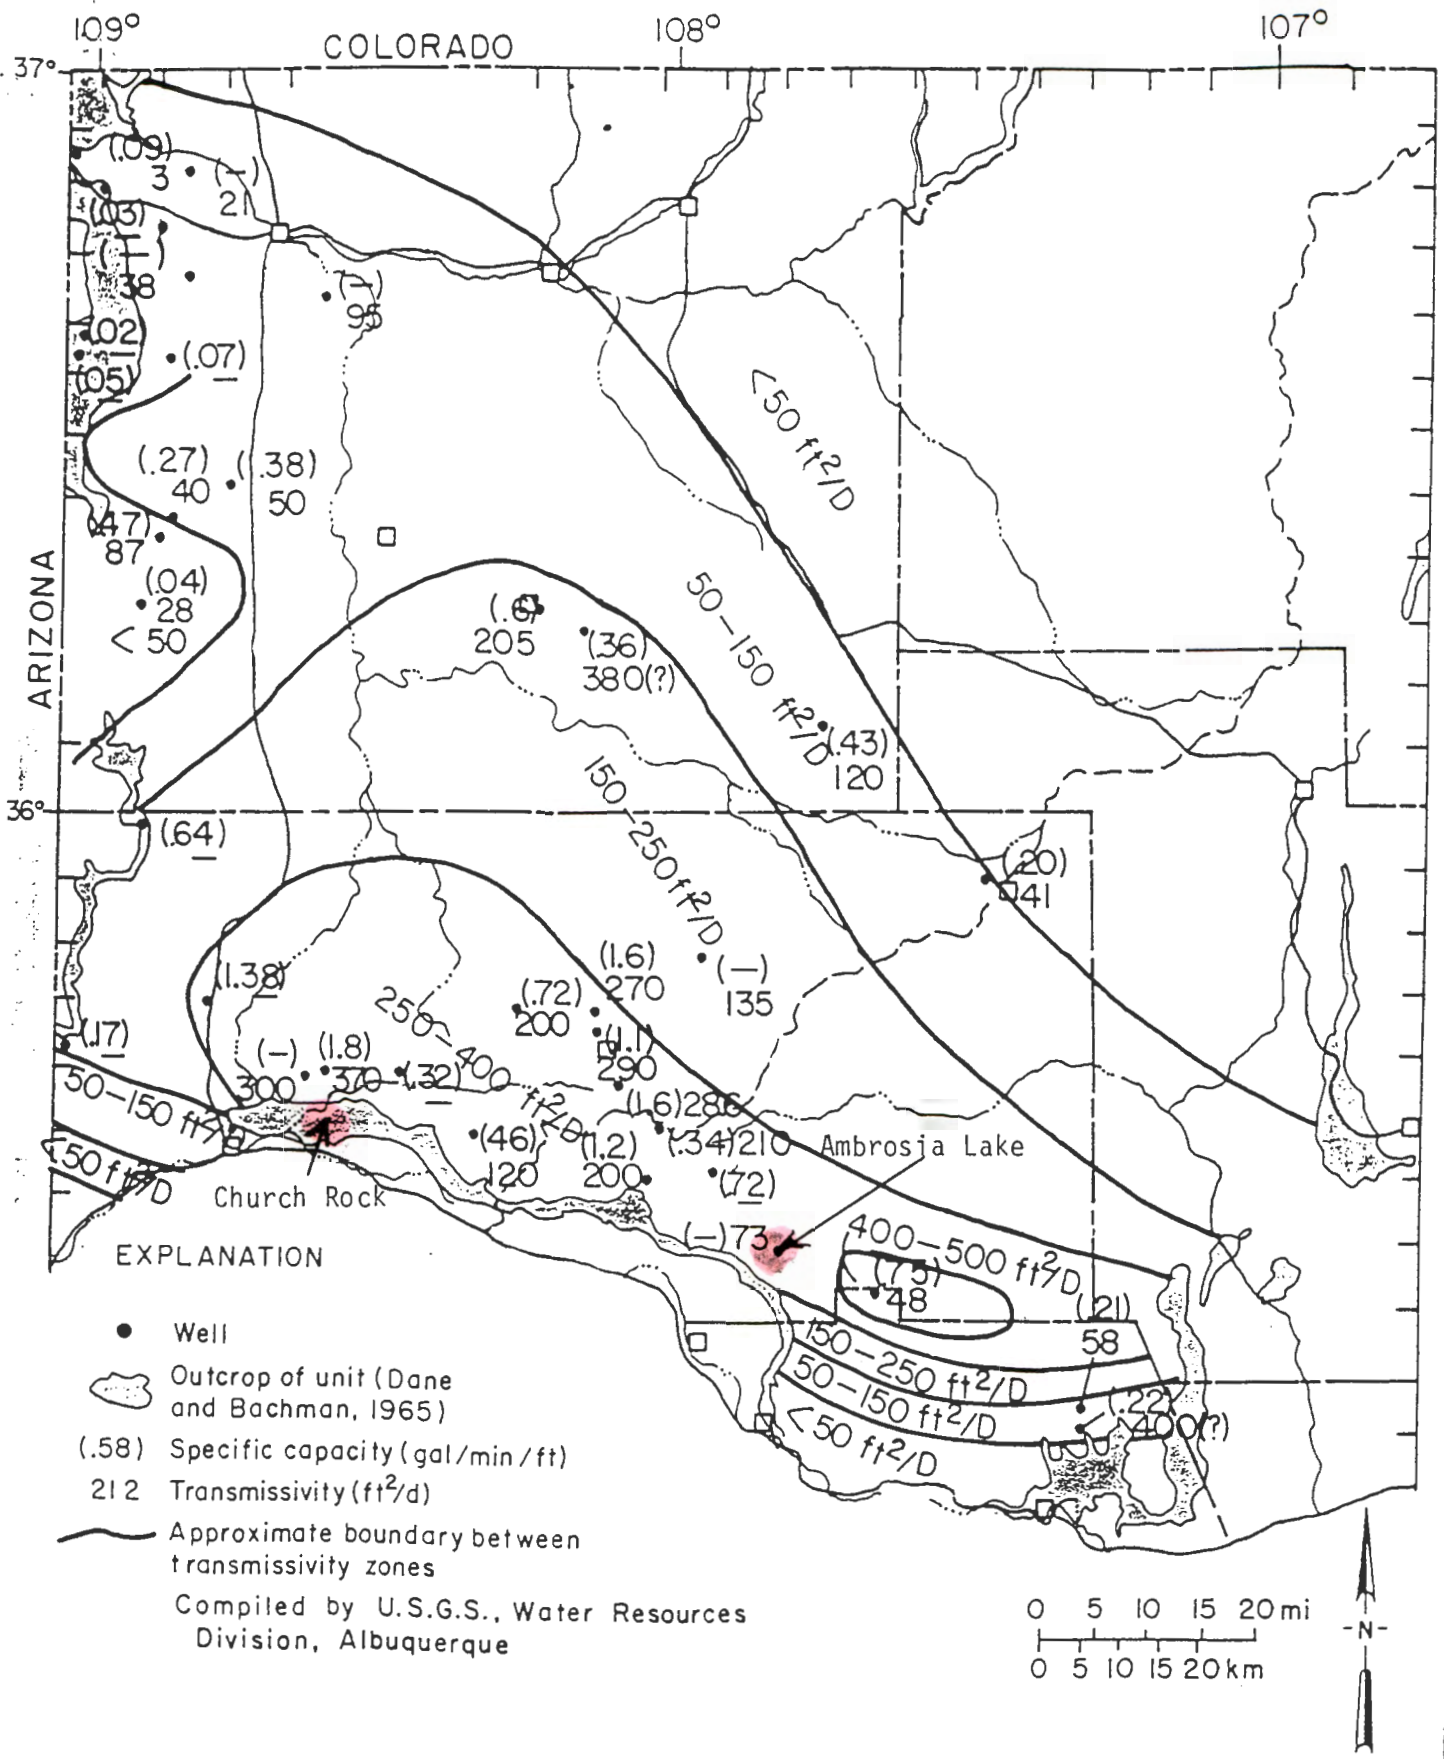 109° 108° 107°
COLORADO
37°
(.09)
3
(—)
21
(.03)
—
(—)
38
(—)
95
(.02
—
(.07)
—
(.05)
—
<50 ft²/D
(.27)
40
(.38)
50
(.47)
87
(.04)
28
<50
ARIZONA
(.6)
205
(.36)
380(?)
50—150 ft²/D
(.43)
120
150—250 ft²/D
36°
(.64)
—
(.20)
41
(1.38)
—
(1.6)
270
(.72)
200
(—)
135
250—400 ft²/D
(.17)
—
(1.1)
290
(—)
300
(1.8)
370
(.32)
—
50—150 ft²/
(1.6)286
(.34)210
(.46)
120
(1.2)
200
(.72)
—
Ambrosia Lake
<50 ft²/D
Church Rock
(—)73
400—500 ft²/D
(.75)
48
(.21)
58
150—250 ft²/D
50—150 ft²/D
<50 ft²/D
(.22)
<400(?)
EXPLANATION
Well
Outcrop of unit (Dane
and Bachman, 1965)
(.58) Specific capacity (gal/min/ft)
212 Transmissivity (ft²/d)
Approximate boundary between
transmissivity zones
Compiled by U.S.G.S., Water Resources
Division, Albuquerque
0 5 10 15 20 mi
0 5 10 15 20 km
-N-